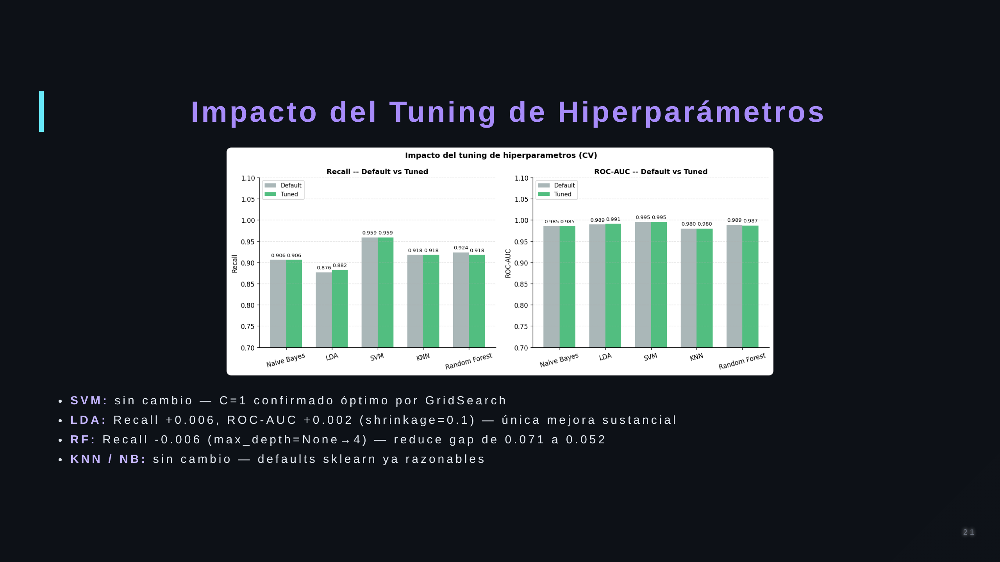 Impacto del Tuning de Hiperparámetros
Impacto del tuning de hiperparametros (CV)
Recall -- Default vs Tuned
Default
Tuned
1.10
1.05
1.00
0.95
0.90
0.85
0.80
0.75
0.70
Recall
0.906 0.906
0.876 0.882
0.959 0.959
0.918 0.918
0.924 0.918
Naive Bayes
LDA
SVM
KNN
Random Forest
ROC-AUC -- Default vs Tuned
Default
Tuned
1.10
1.05
1.00
0.95
0.90
0.85
0.80
0.75
0.70
ROC-AUC
0.985 0.985
0.989 0.991
0.995 0.995
0.980 0.980
0.989 0.987
Naive Bayes
LDA
SVM
KNN
Random Forest
• SVM: sin cambio — C=1 confirmado óptimo por GridSearch
• LDA: Recall +0.006, ROC-AUC +0.002 (shrinkage=0.1) — única mejora sustancial
• RF: Recall -0.006 (max_depth=None→4) — reduce gap de 0.071 a 0.052
• KNN / NB: sin cambio — defaults sklearn ya razonables
21